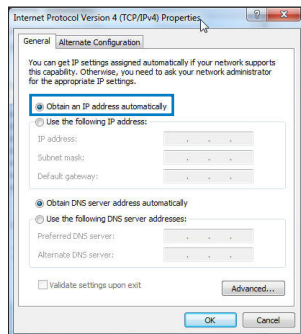 Internet Protocol Version 4 (TCP/IPv4) Properties
General
Alternate Configuration
You can get IP settings assigned automatically if your network supports
this capability. Otherwise, you need to ask your network administrator
for the appropriate IP settings.
Obtain an IP address automatically
Use the following IP address:
IP address:
Subnet mask:
Default gateway:
Obtain DNS server address automatically
Use the following DNS server addresses:
Preferred DNS server:
Alternate DNS server:
Validate settings upon exit
Advanced...
OK
Cancel